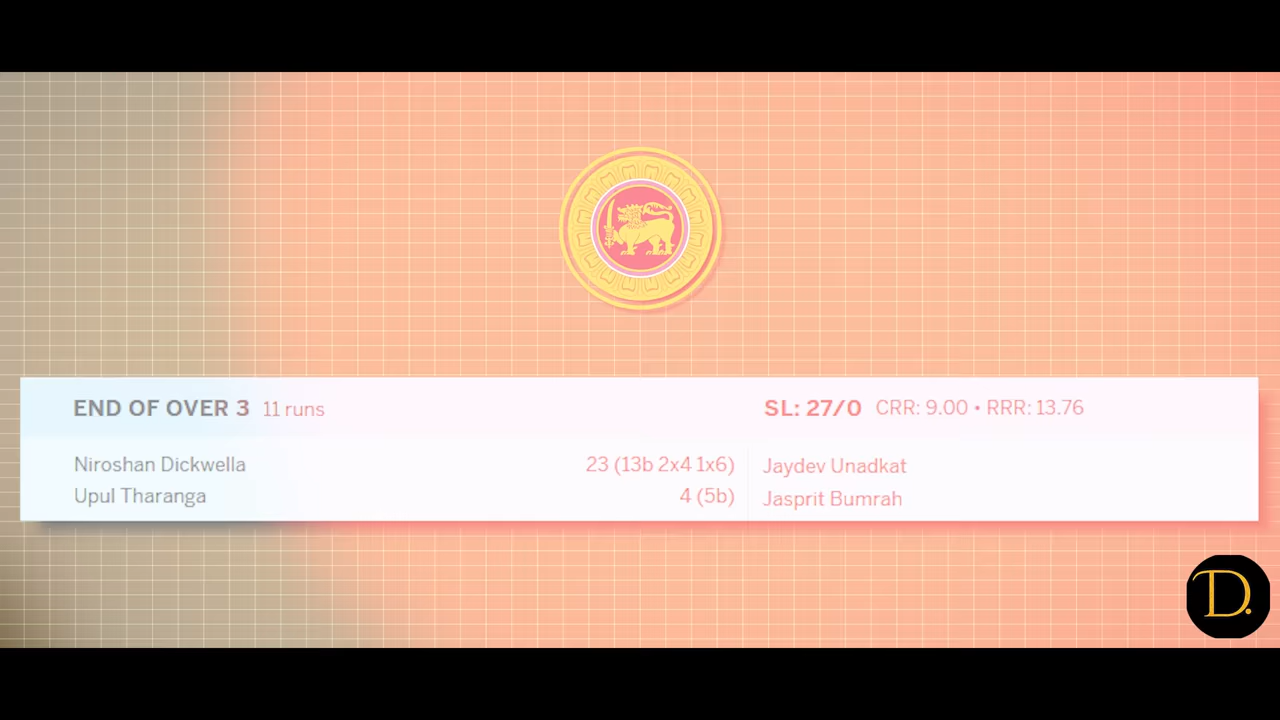 END OF OVER 3 11 runs
SL: 27/0 CRR: 9.00 • RRR: 13.76
Niroshan Dickwella 23 (13b 2x4 1x6)
Upul Tharanga 4 (5b)
Jaydev Unadkat
Jasprit Bumrah
D.